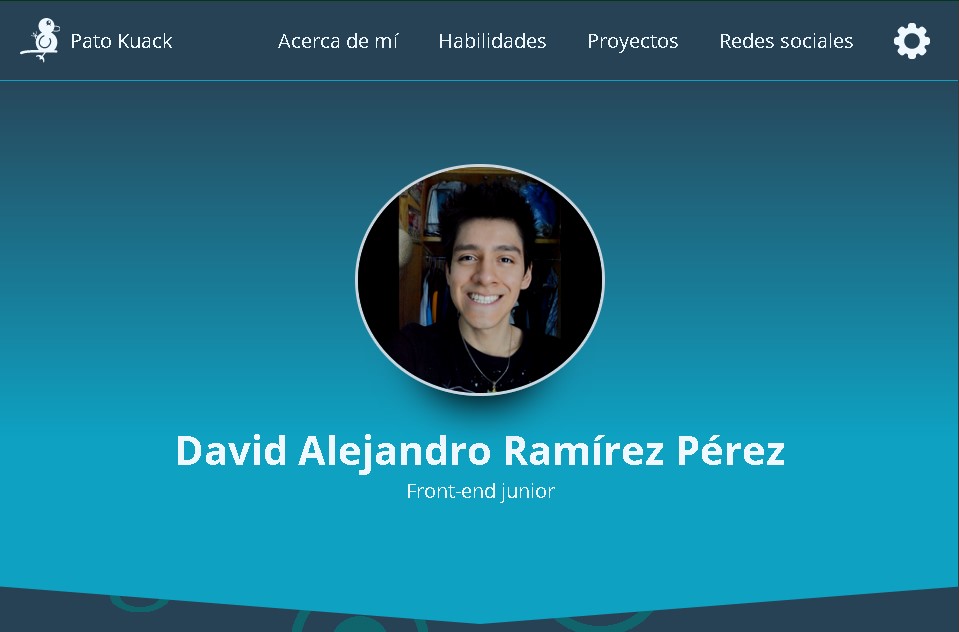 Pato Kuack
Acerca de mí
Habilidades
Proyectos
Redes sociales
David Alejandro Ramírez Pérez
Front-end junior